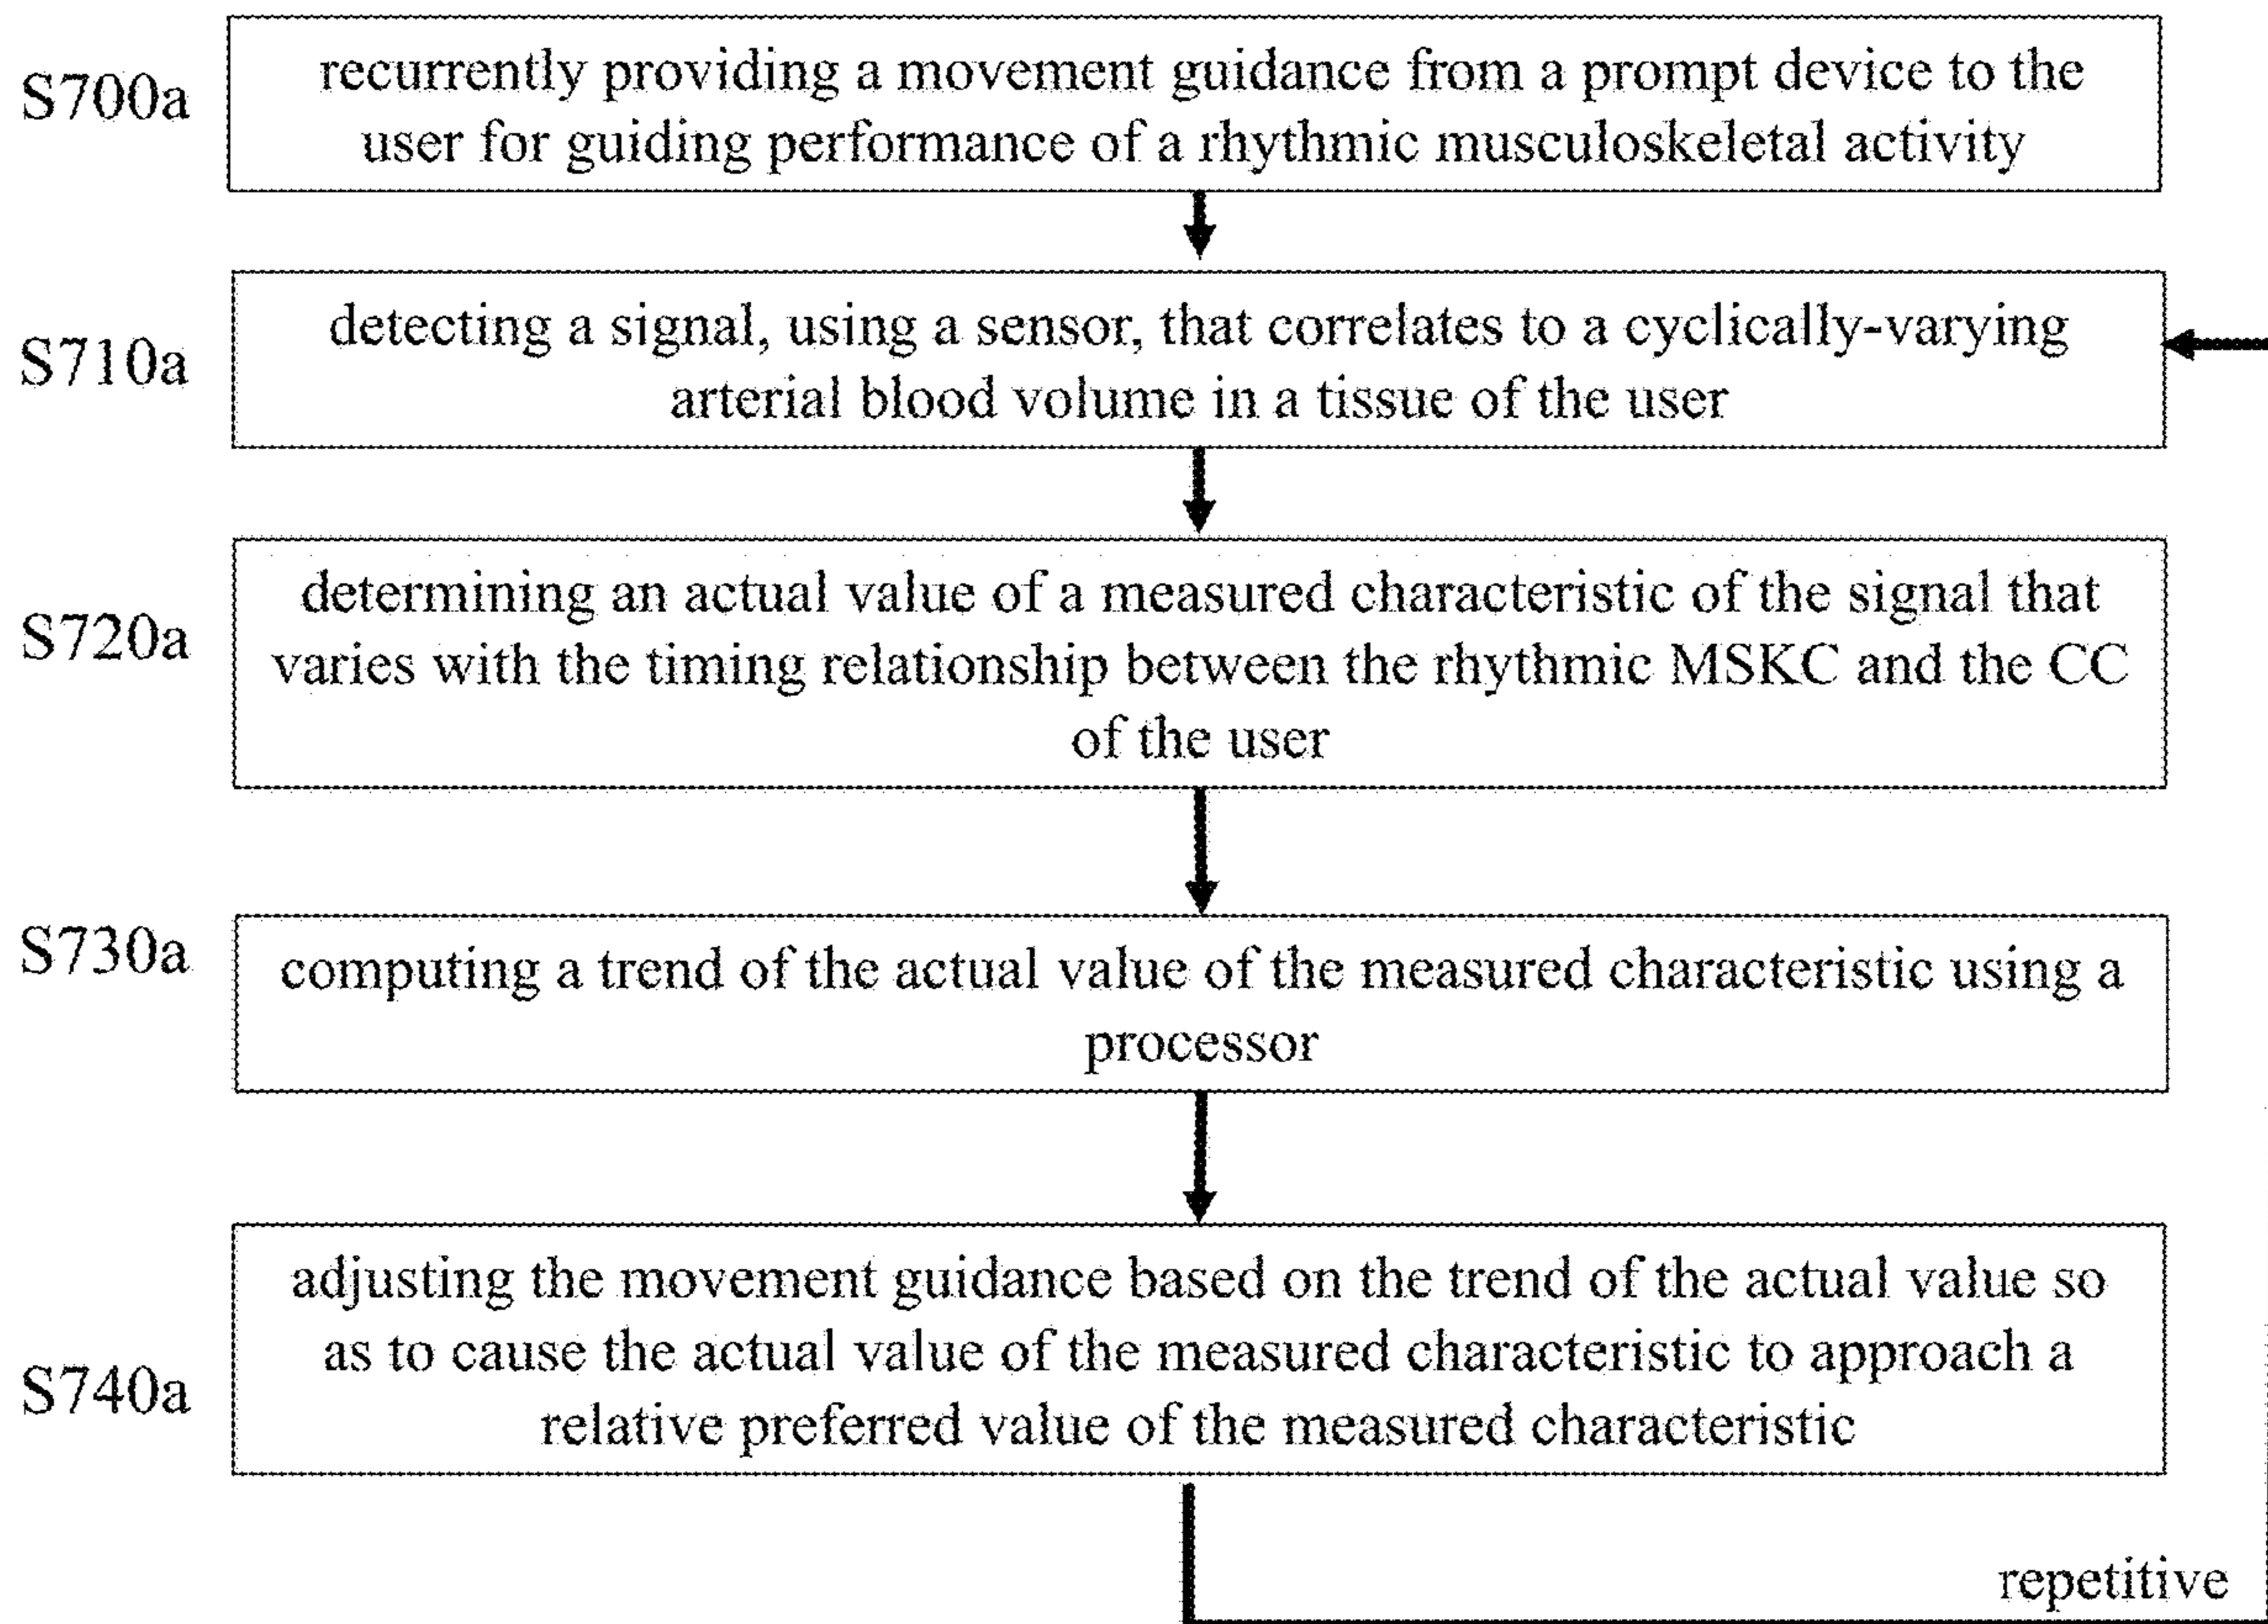 S700a
recurrently providing a movement guidance from a prompt device to the
user for guiding performance of a rhythmic musculoskeletal activity
S710a
detecting a signal, using a sensor, that correlates to a cyclically-varying
arterial blood volume in a tissue of the user
S720a
determining an actual value of a measured characteristic of the signal that
varies with the timing relationship between the rhythmic MSKC and the CC
of the user
S730a
computing a trend of the actual value of the measured characteristic using a
processor
S740a
adjusting the movement guidance based on the trend of the actual value so
as to cause the actual value of the measured characteristic to approach a
relative preferred value of the measured characteristic
repetitive